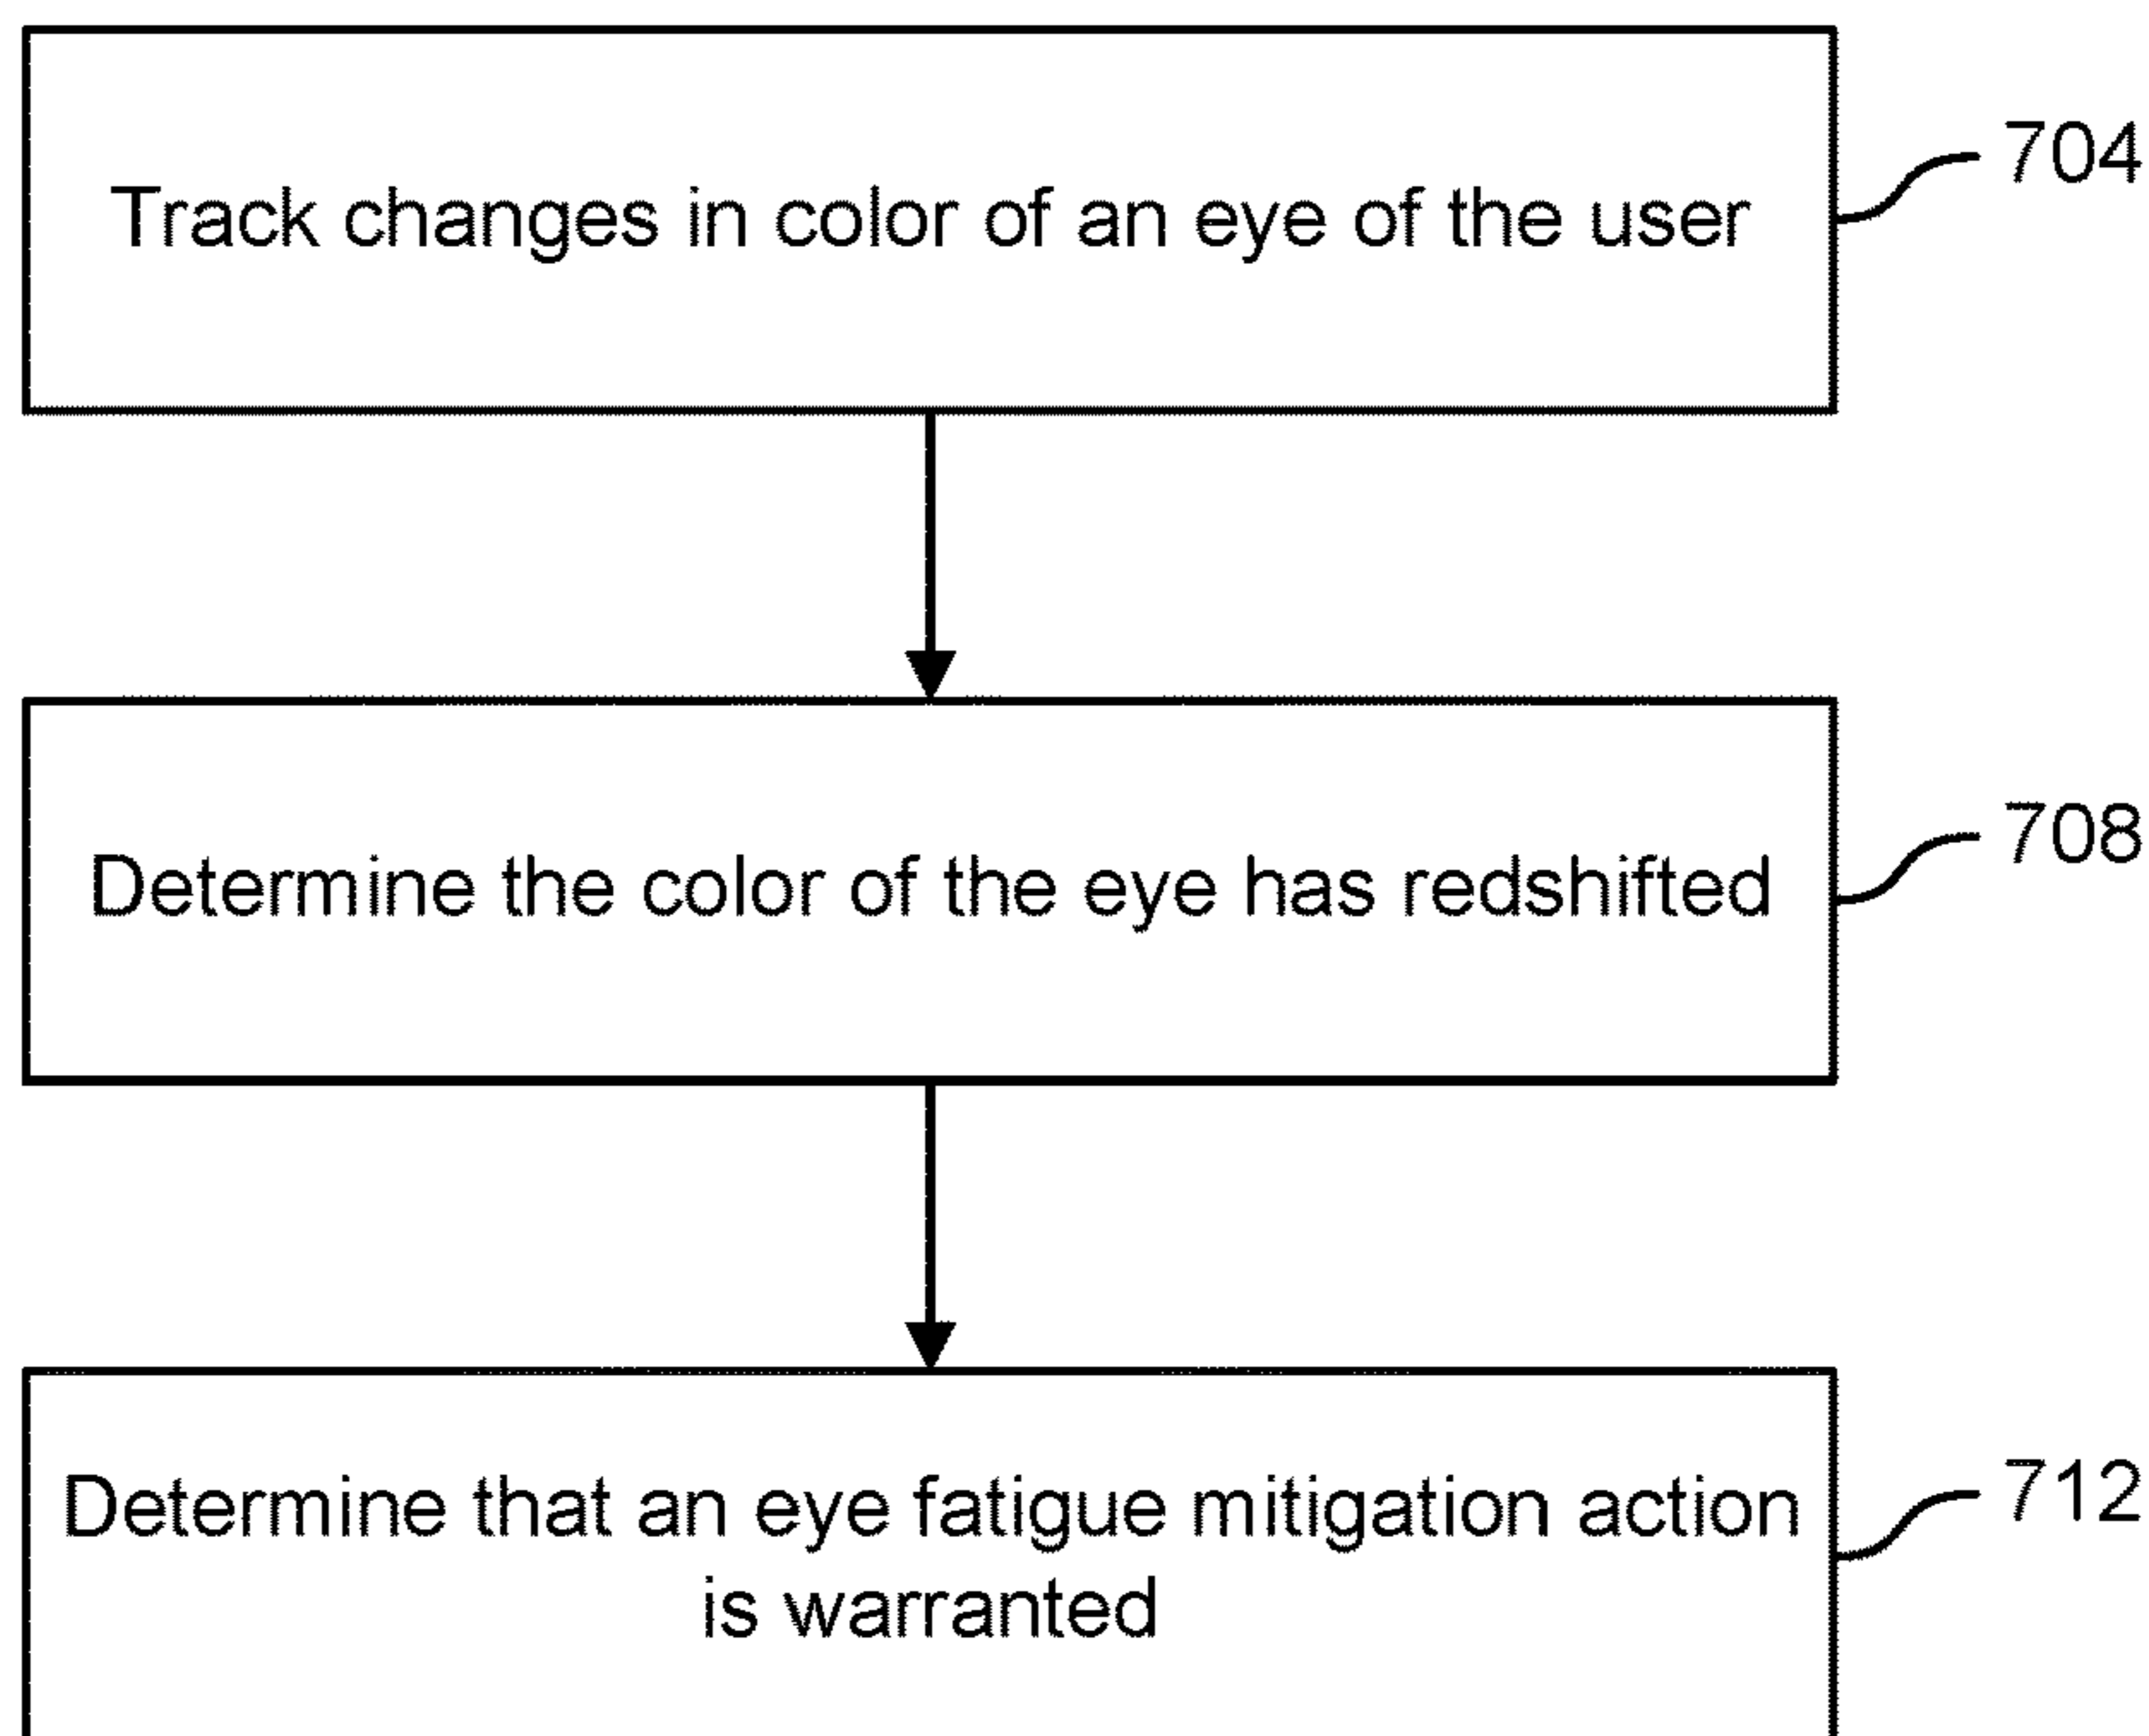 Track changes in color of an eye of the user
704
Determine the color of the eye has redshifted
708
Determine that an eye fatigue mitigation action
is warranted
712